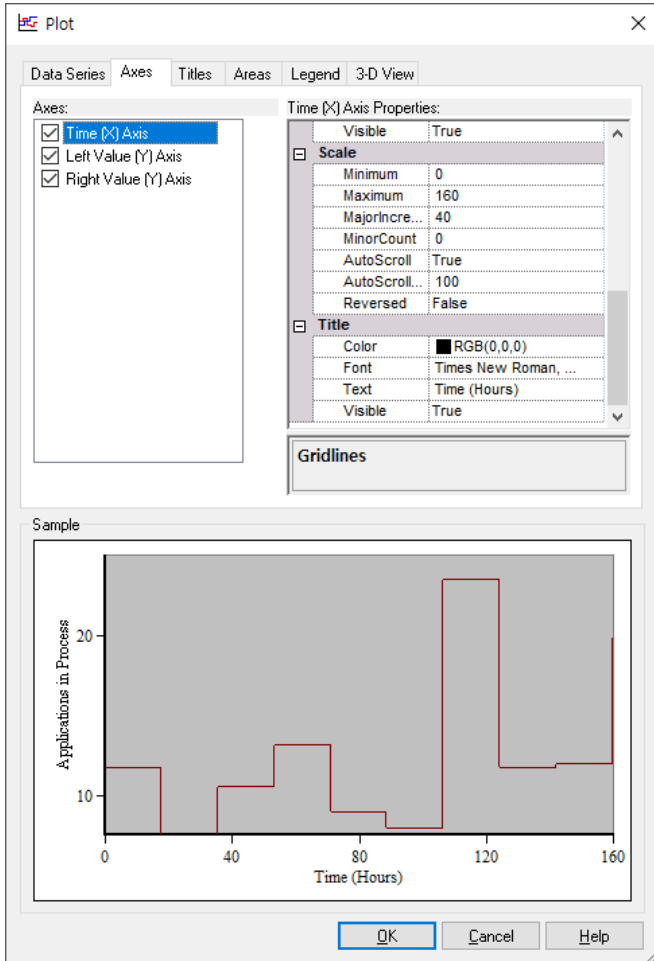 Plot
Data Series Axes Titles Areas Legend 3-D View
Axes:
Time (X) Axis
Left Value (Y) Axis
Right Value (Y) Axis
Time (X) Axis Properties:
Visible True
Scale
Minimum 0
Maximum 160
MajorIncre... 40
MinorCount 0
AutoScroll True
AutoScroll... 100
Reversed False
Title
Color RGB(0,0,0)
Font Times New Roman, ...
Text Time (Hours)
Visible True
Gridlines
Sample
Applications in Process
20
10
0 40 80 120 160
Time (Hours)
OK Cancel Help